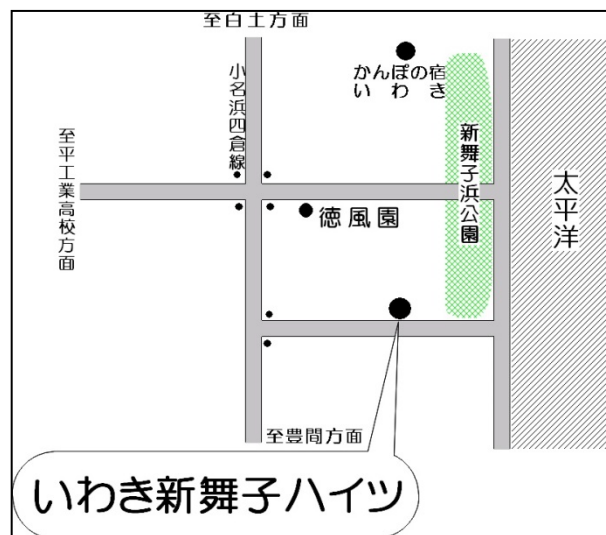 至白土方面
小名浜四倉線
かんぽの宿
いわき
至平工業高校方面
新舞子浜公園
太平洋
徳風園
至豊間方面
いわき新舞子ハイツ